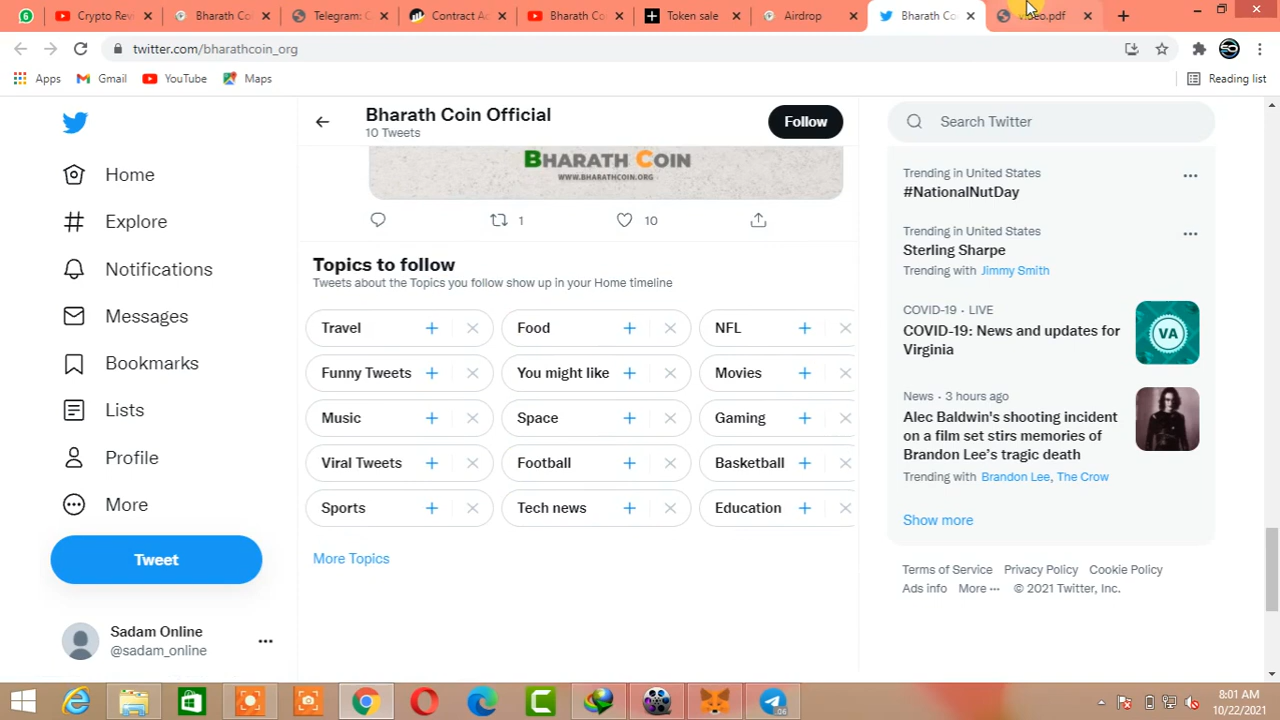 6
Crypto Rev
Bharath Co
Telegram: C
Contract Ad
Bharath Co
Token sale
Airdrop
Bharath Co
video.pdf
twitter.com/bharathcoin_org
Apps
Gmail
YouTube
Maps
Reading list
Home
Explore
Notifications
Messages
Bookmarks
Lists
Profile
More
Tweet
Sadam Online
@sadam_online
Bharath Coin Official
10 Tweets
Follow
BHARATH COIN
WWW.BHARATHCOIN.ORG
1
10
Topics to follow
Tweets about the Topics you follow show up in your Home timeline
Travel
Food
NFL
Funny Tweets
You might like
Movies
Music
Space
Gaming
Viral Tweets
Football
Basketball
Sports
Tech news
Education
More Topics
Search Twitter
Trending in United States
#NationalNutDay
Trending in United States
Sterling Sharpe
Trending with Jimmy Smith
COVID-19 · LIVE
COVID-19: News and updates for
Virginia
VA
News · 3 hours ago
Alec Baldwin's shooting incident
on a film set stirs memories of
Brandon Lee's tragic death
Trending with Brandon Lee, The Crow
Show more
Terms of Service Privacy Policy Cookie Policy
Ads info More ··· © 2021 Twitter, Inc.
06
8:01 AM
10/22/2021